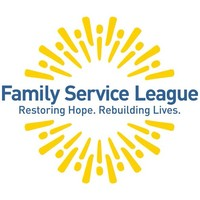 Family Service League
Restoring Hope. Rebuilding Lives.